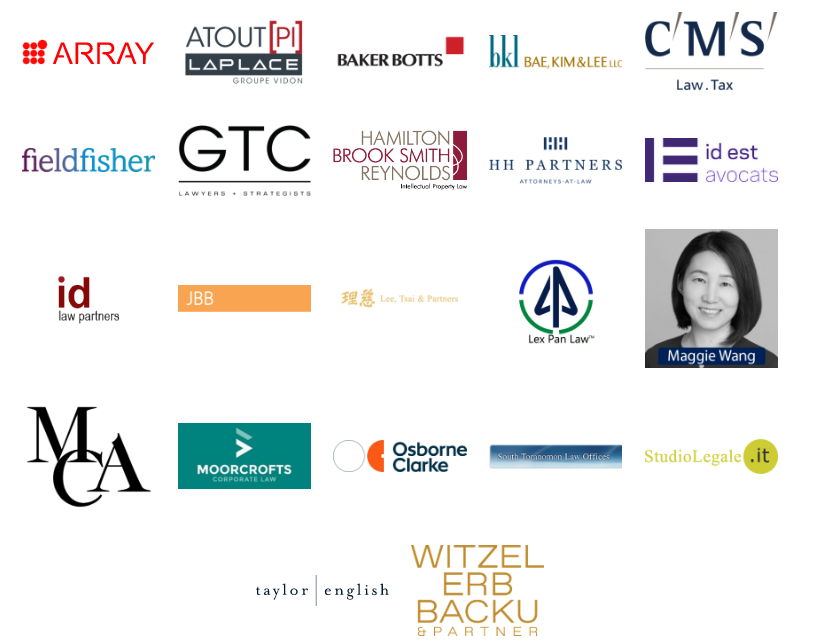 ARRAY
ATOUT[PI]
LAPLACE
GROUPE VIDON
BAKER BOTTS
bkl BAE, KIM & LEE LLC
C/M/S/
Law . Tax
fieldfisher
GTC
LAWYERS + STRATEGISTS
HAMILTON
BROOK SMITH
REYNOLDS
Intellectual Property Law
HH PARTNERS
ATTORNEYS-AT-LAW
id est
avocats
id
law partners
JBB
理慈 Lee, Tsai & Partners
Lex Pan Law™
Maggie Wang
MCA
MOORCROFTS
CORPORATE LAW
Osborne
Clarke
South Torunomon Law Offices
StudioLegale.it
taylor | english
WITZEL
ERB
BACKU
& PARTNER